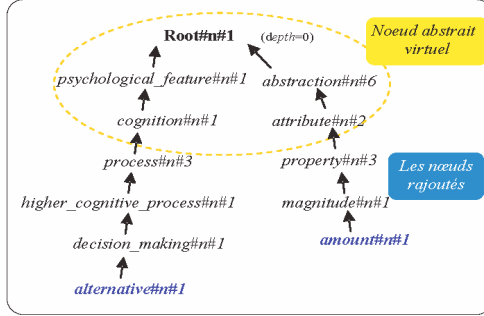 Root#n#1 (depth=0)
Noeud abstrait
virtuel
psychological_feature#n#1
abstraction#n#6
cognition#n#1
attribute#n#2
process#n#3
property#n#3
Les nœuds
rajoutés
higher_cognitive_process#n#1
magnitude#n#1
decision_making#n#1
amount#n#1
alternative#n#1